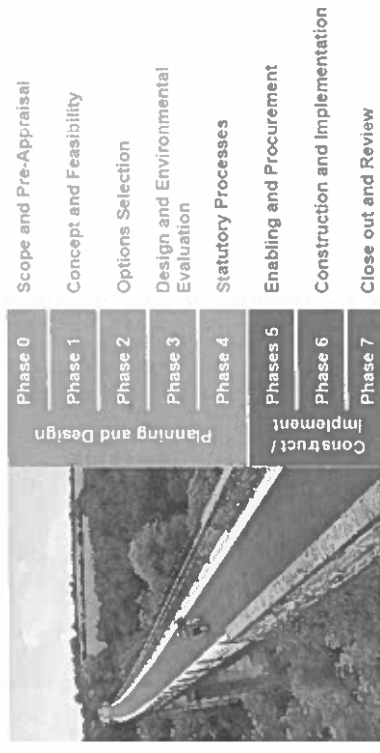 Planning and Design
Phase 0
Scope and Pre-Appraisal
Phase 1
Concept and Feasibility
Phase 2
Options Selection
Phase 3
Design and Environmental
Evaluation
Phase 4
Statutory Processes
Construct /
Implement
Phases 5
Enabling and Procurement
Phase 6
Construction and Implementation
Phase 7
Close out and Review